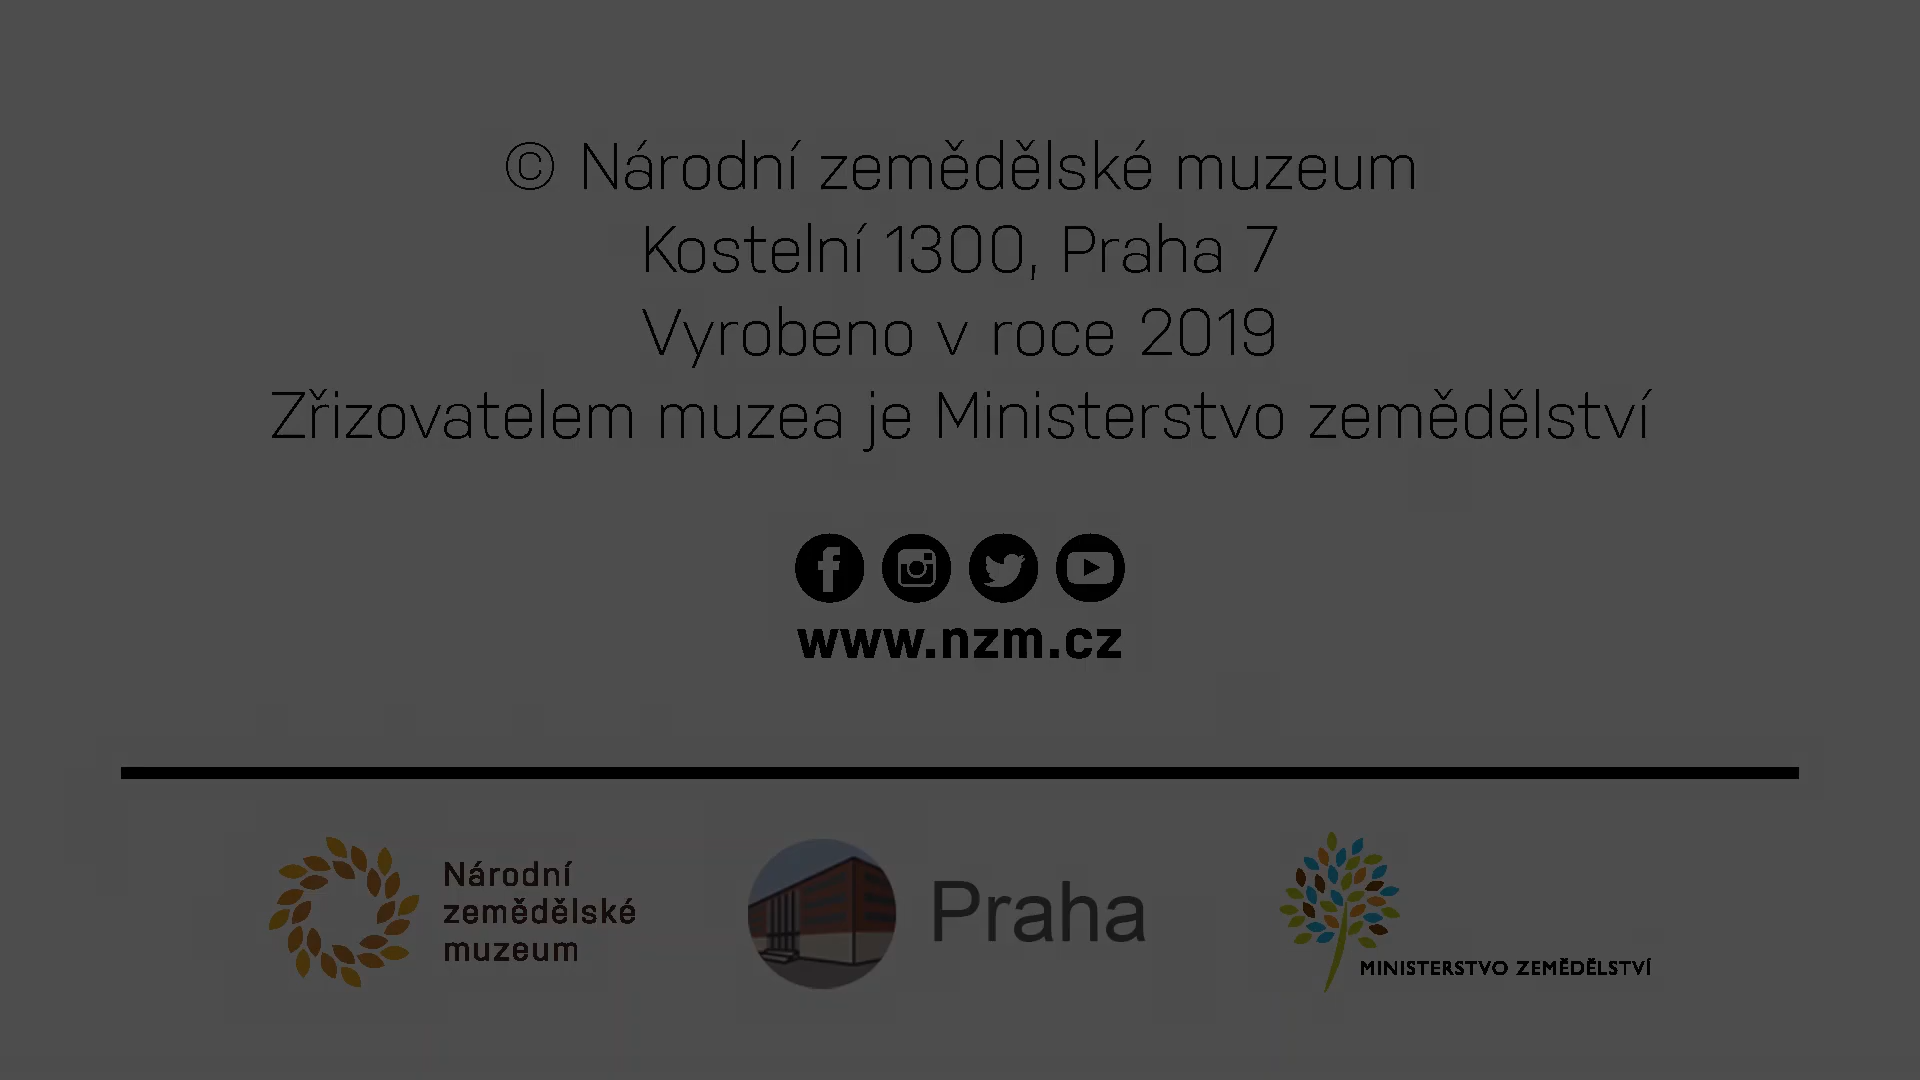 © Národní zemědělské muzeum
Kostelní 1300, Praha 7
Vyrobeno v roce 2019
Zřizovatelem muzea je Ministerstvo zemědělství
www.nzm.cz
Národní
zemědělské
muzeum
Praha
MINISTERSTVO ZEMĚDĚLSTVÍ